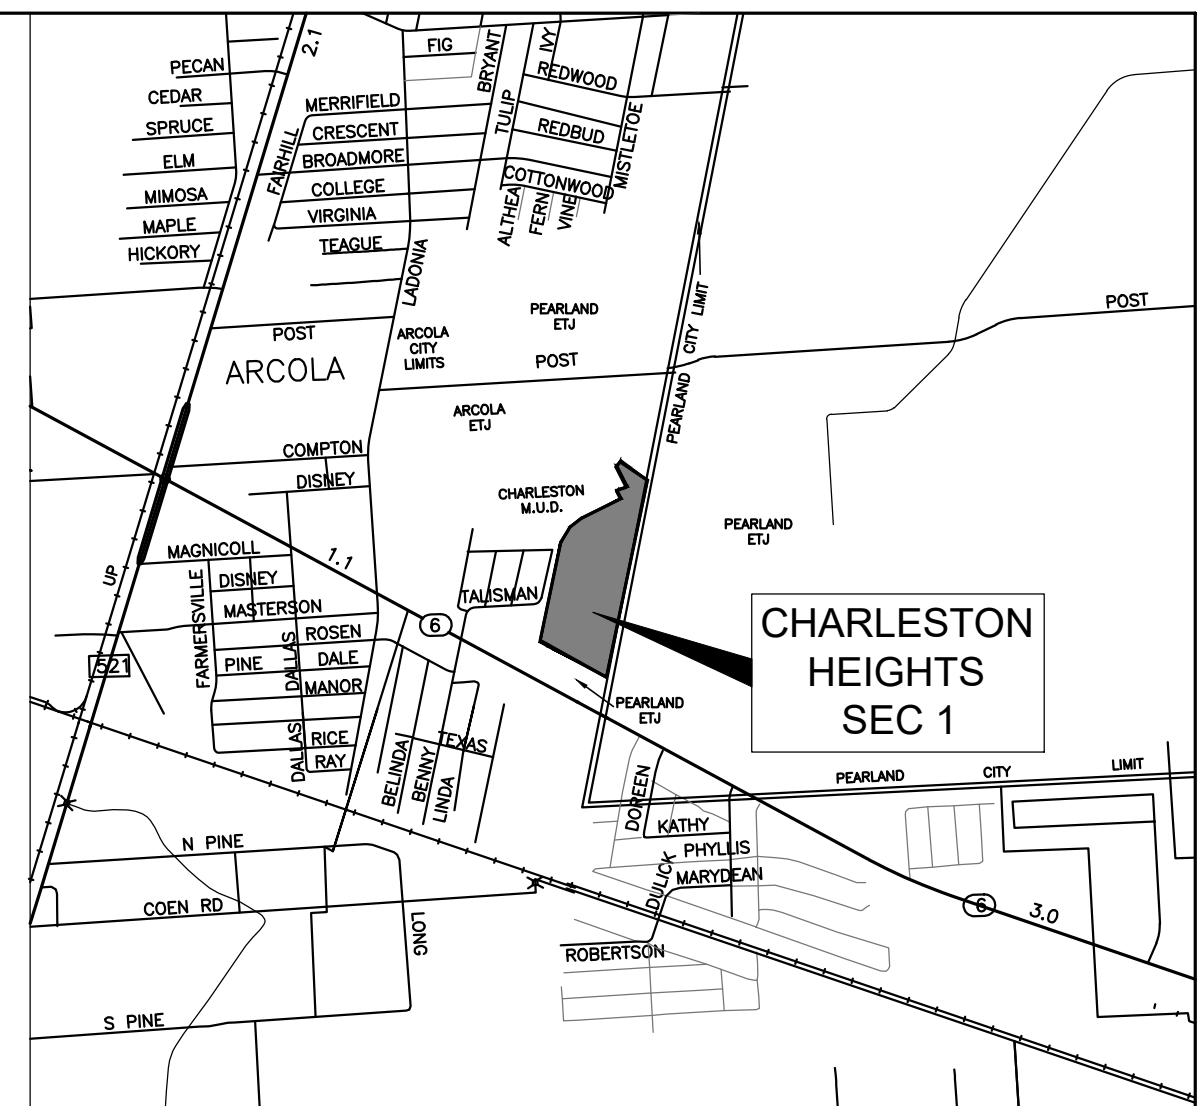 2.1
FIG
BRYANT
IVY
PECAN
REDWOOD
CEDAR
MERRIFIELD
TULIP
MISTLETOE
SPRUCE
CRESCENT
REDBUD
FAIRHILL
BROADMORE
ELM
COLLEGE
COTTONWOOD
MIMOSA
ALTHEA
FERN
VINE
VIRGINIA
MAPLE
TEAGUE
HICKORY
LADONIA
PEARLAND
ETJ
CITY LIMIT
PEARLAND
POST
POST
ARCOLA
CITY
LIMITS
POST
ARCOLA
ARCOLA
ETJ
COMPTON
DISNEY
CHARLESTON
M.U.D.
PEARLAND
ETJ
MAGNICOLL
1.1
UP
DISNEY
FARMERSVILLE
MASTERSON
TALISMAN
6
ROSEN
521
PINE
DALLAS
DALE
MANOR
CHARLESTON
HEIGHTS
SEC 1
PEARLAND
ETJ
DALLAS
RICE
RAY
BELINDA
BENNY
LINDA
TEXAS
PEARLAND
CITY
LIMIT
DOREEN
KATHY
N PINE
PHYLLIS
DULICK
MARYDEAN
COEN RD
LONG
6
3.0
ROBERTSON
S PINE